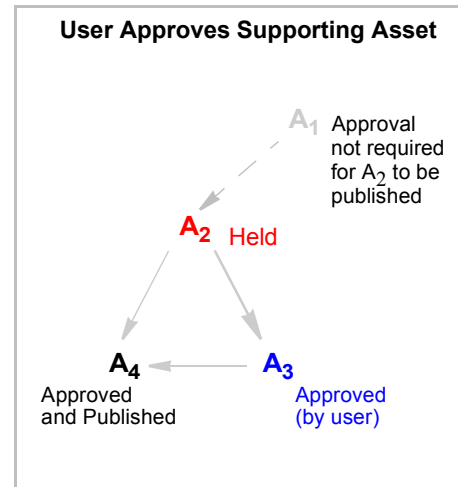 User Approves Supporting Asset
A1 Approval
not required
for A2 to be
published
A2 Held
A4
Approved
and Published
A3
Approved
(by user)